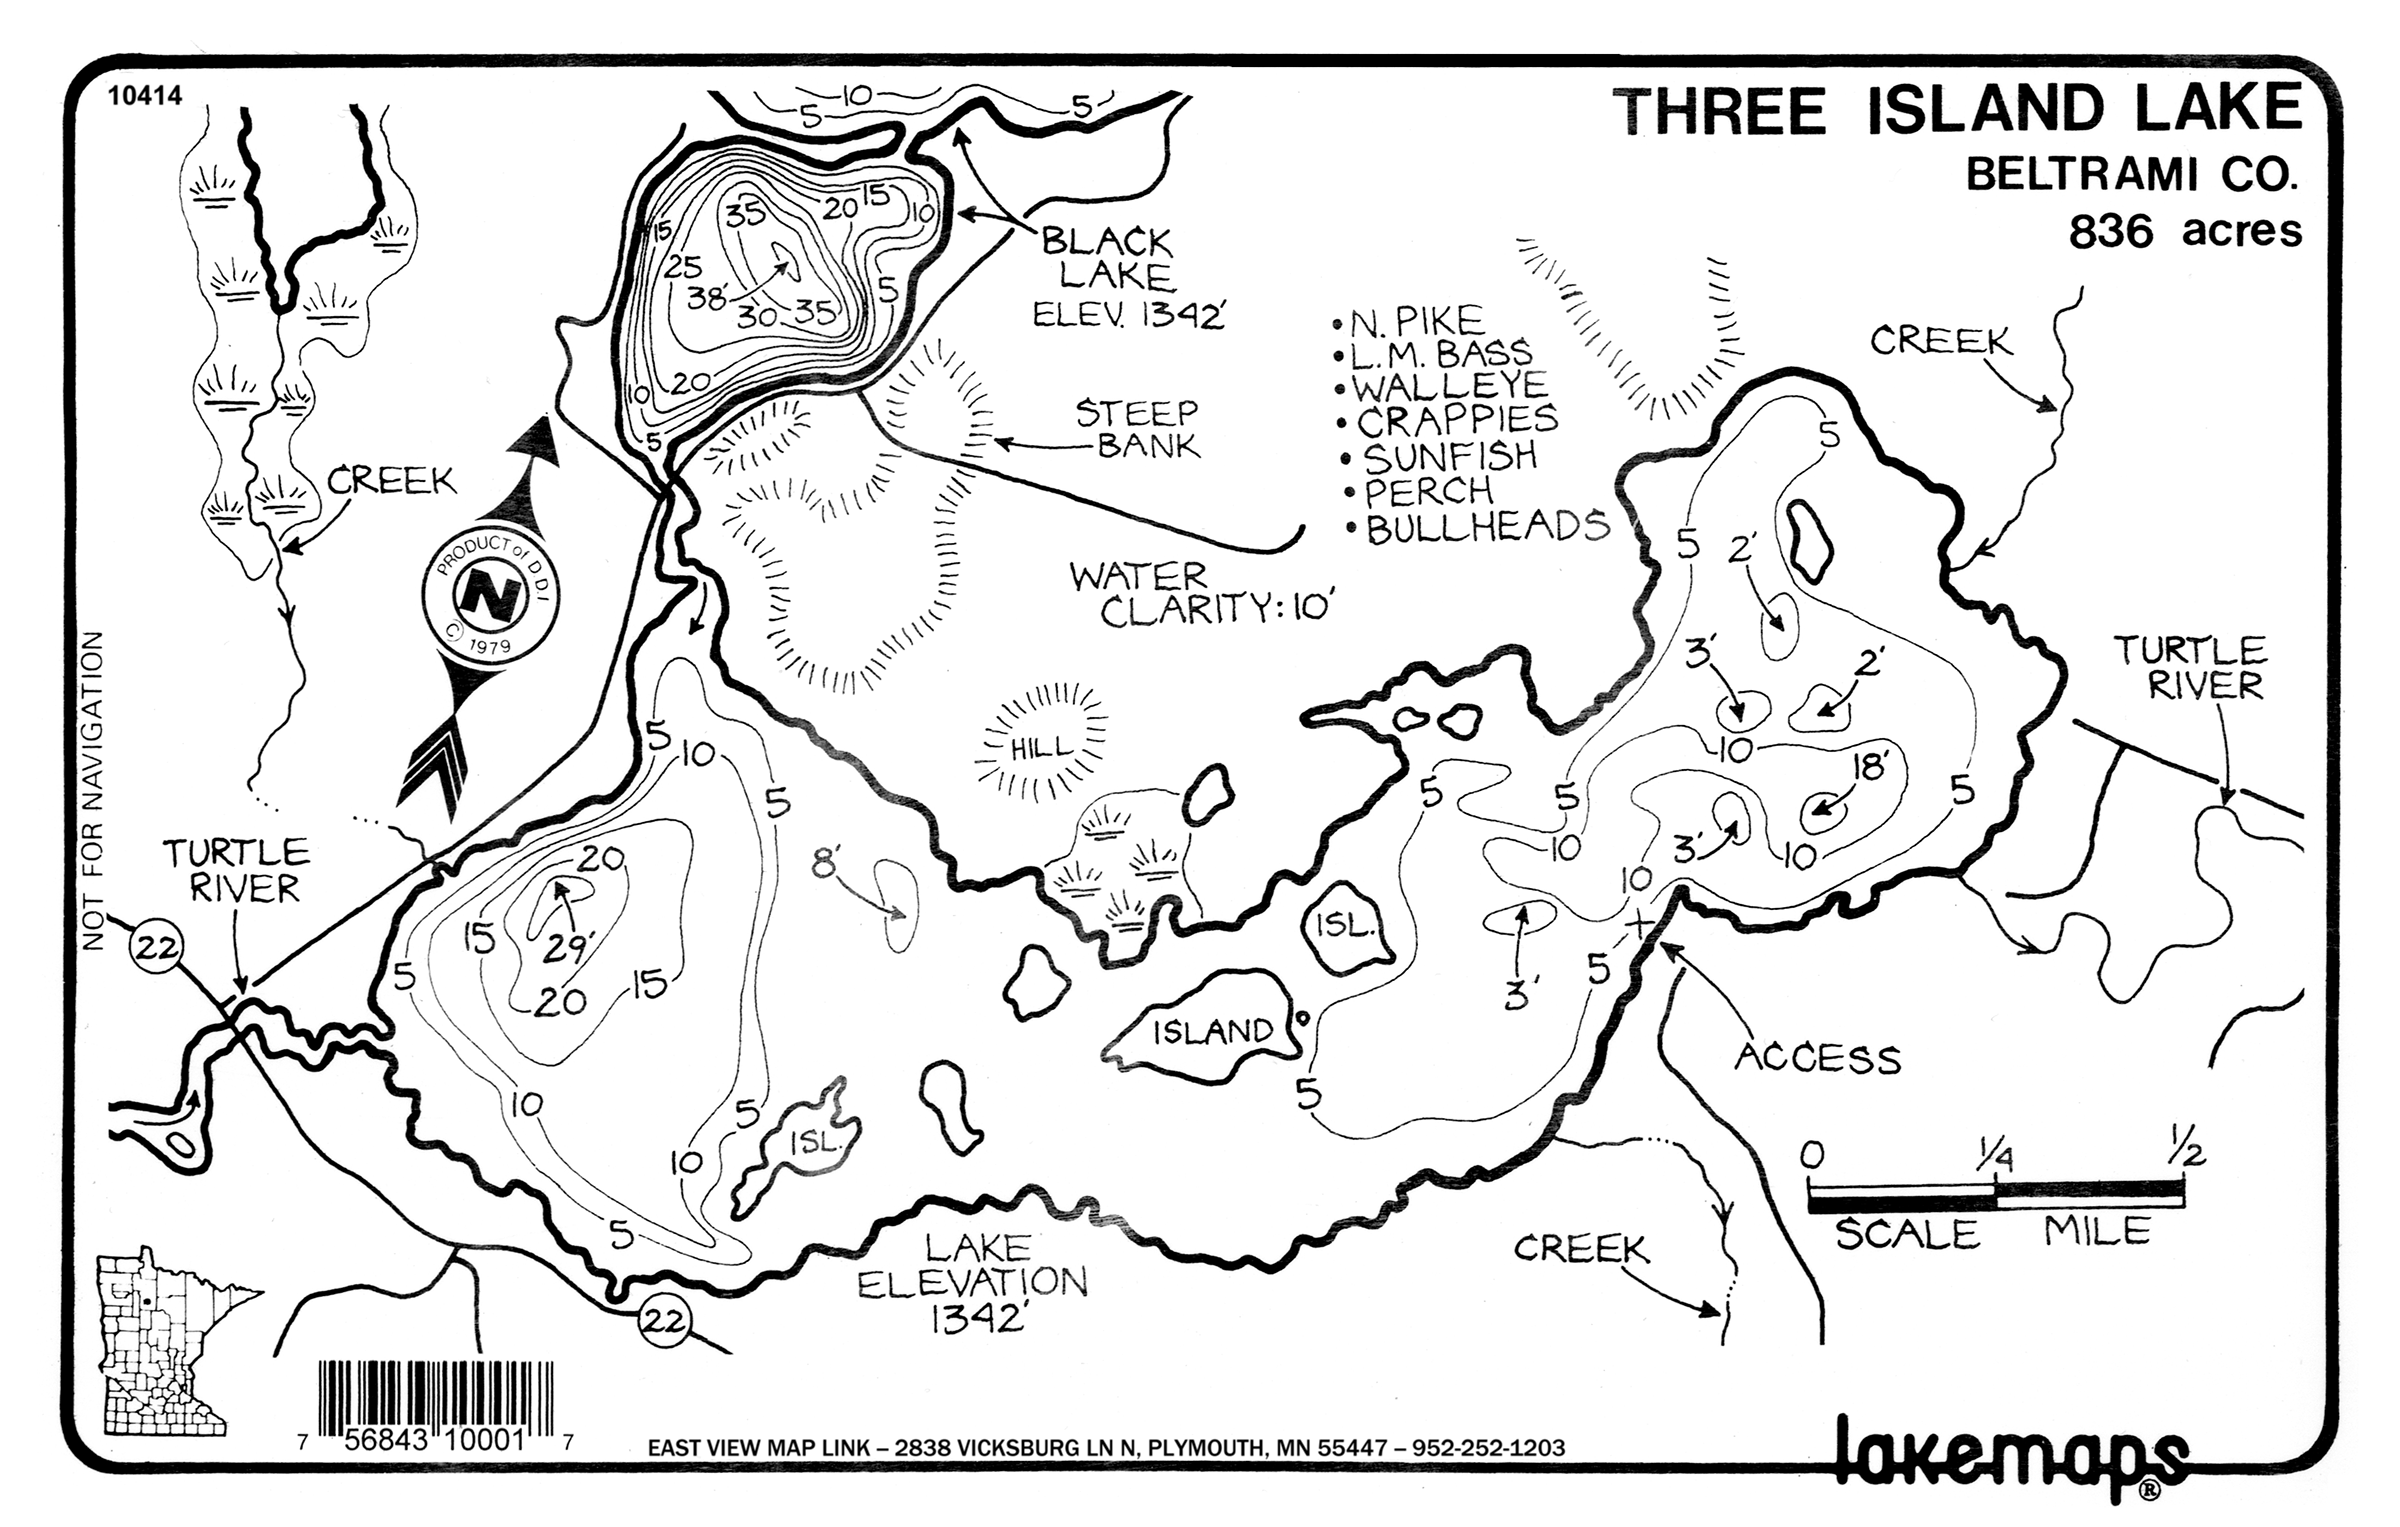 10414
THREE ISLAND LAKE
BELTRAMI CO.
836 acres
10
5
5
35
20
15
10
15
25
38'
30
35
5
20
10
5
BLACK
LAKE
ELEV. 1342'
• N. PIKE
• L.M. BASS
• WALLEYE
• CRAPPIES
• SUNFISH
• PERCH
• BULLHEADS
CREEK
STEEP
BANK
CREEK
PRODUCT of DDI
N
© 1979
WATER
CLARITY: 10'
5
5
2'
3'
2'
TURTLE
RIVER
NOT FOR NAVIGATION
HILL
5
10
5
5
5
10
18'
5
10
3'
10
10
TURTLE
RIVER
22
20
8'
15
29'
5
20
15
ISL.
ISLAND
3'
5
ACCESS
5
10
5
10
ISL.
5
0
1/4
1/2
SCALE MILE
LAKE
ELEVATION
1342'
CREEK
22
7 56843 10001 7
EAST VIEW MAP LINK – 2838 VICKSBURG LN N, PLYMOUTH, MN 55447 – 952-252-1203
lakemaps®